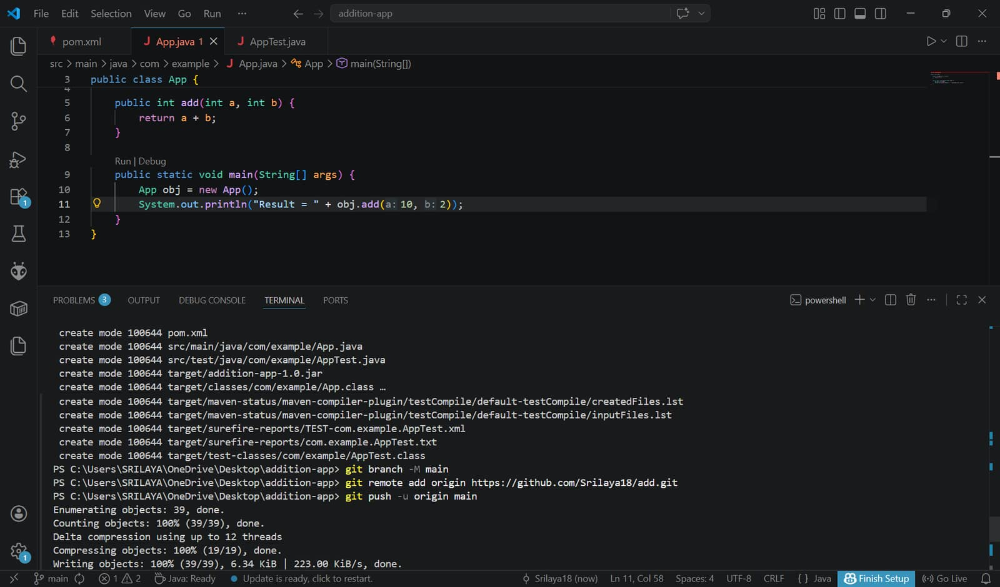 File Edit Selection View Go Run ··· addition-app
pom.xml App.java 1 AppTest.java
src > main > java > com > example > App.java > App > main(String[])
3 public class App {
4
5 public int add(int a, int b) {
6 return a + b;
7 }
8
Run | Debug
9 public static void main(String[] args) {
10 App obj = new App();
11 System.out.println("Result = " + obj.add(a: 10, b: 2));
12 }
13 }
1
PROBLEMS 3 OUTPUT DEBUG CONSOLE TERMINAL PORTS powershell
create mode 100644 pom.xml
create mode 100644 src/main/java/com/example/App.java
create mode 100644 src/test/java/com/example/AppTest.java
create mode 100644 target/addition-app-1.0.jar
create mode 100644 target/classes/com/example/App.class …
create mode 100644 target/maven-status/maven-compiler-plugin/testCompile/default-testCompile/createdFiles.lst
create mode 100644 target/maven-status/maven-compiler-plugin/testCompile/default-testCompile/inputFiles.lst
create mode 100644 target/surefire-reports/TEST-com.example.AppTest.xml
create mode 100644 target/surefire-reports/com.example.AppTest.txt
create mode 100644 target/test-classes/com/example/AppTest.class
PS C:\Users\SRILAYA\OneDrive\Desktop\addition-app> git branch -M main
PS C:\Users\SRILAYA\OneDrive\Desktop\addition-app> git remote add origin https://github.com/Srilaya18/add.git
PS C:\Users\SRILAYA\OneDrive\Desktop\addition-app> git push -u origin main
Enumerating objects: 39, done.
Counting objects: 100% (39/39), done.
Delta compression using up to 12 threads
Compressing objects: 100% (19/19), done.
Writing objects: 100% (39/39), 6.34 KiB | 223.00 KiB/s, done.
1
main 1 2 Java: Ready Update is ready, click to restart. Srilaya18 (now) Ln 11, Col 58 Spaces: 4 UTF-8 CRLF {} Java Finish Setup Go Live